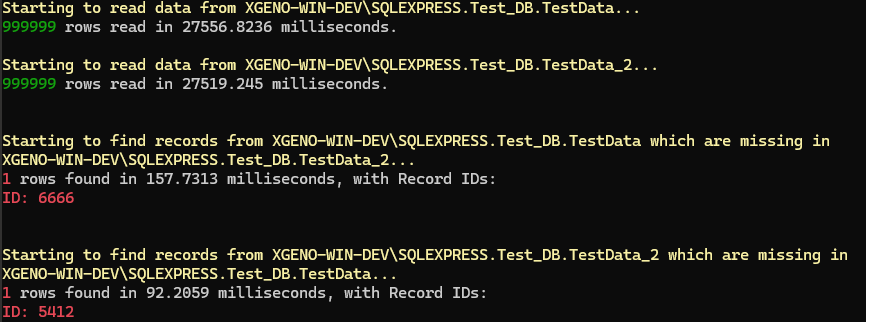 Starting to read data from XGENO-WIN-DEV\SQLEXPRESS.Test_DB.TestData...
999999 rows read in 27556.8236 milliseconds.
Starting to read data from XGENO-WIN-DEV\SQLEXPRESS.Test_DB.TestData_2...
999999 rows read in 27519.245 milliseconds.
Starting to find records from XGENO-WIN-DEV\SQLEXPRESS.Test_DB.TestData which are missing in
XGENO-WIN-DEV\SQLEXPRESS.Test_DB.TestData_2...
1 rows found in 157.7313 milliseconds, with Record IDs:
ID: 6666
Starting to find records from XGENO-WIN-DEV\SQLEXPRESS.Test_DB.TestData_2 which are missing in
XGENO-WIN-DEV\SQLEXPRESS.Test_DB.TestData...
1 rows found in 92.2059 milliseconds, with Record IDs:
ID: 5412